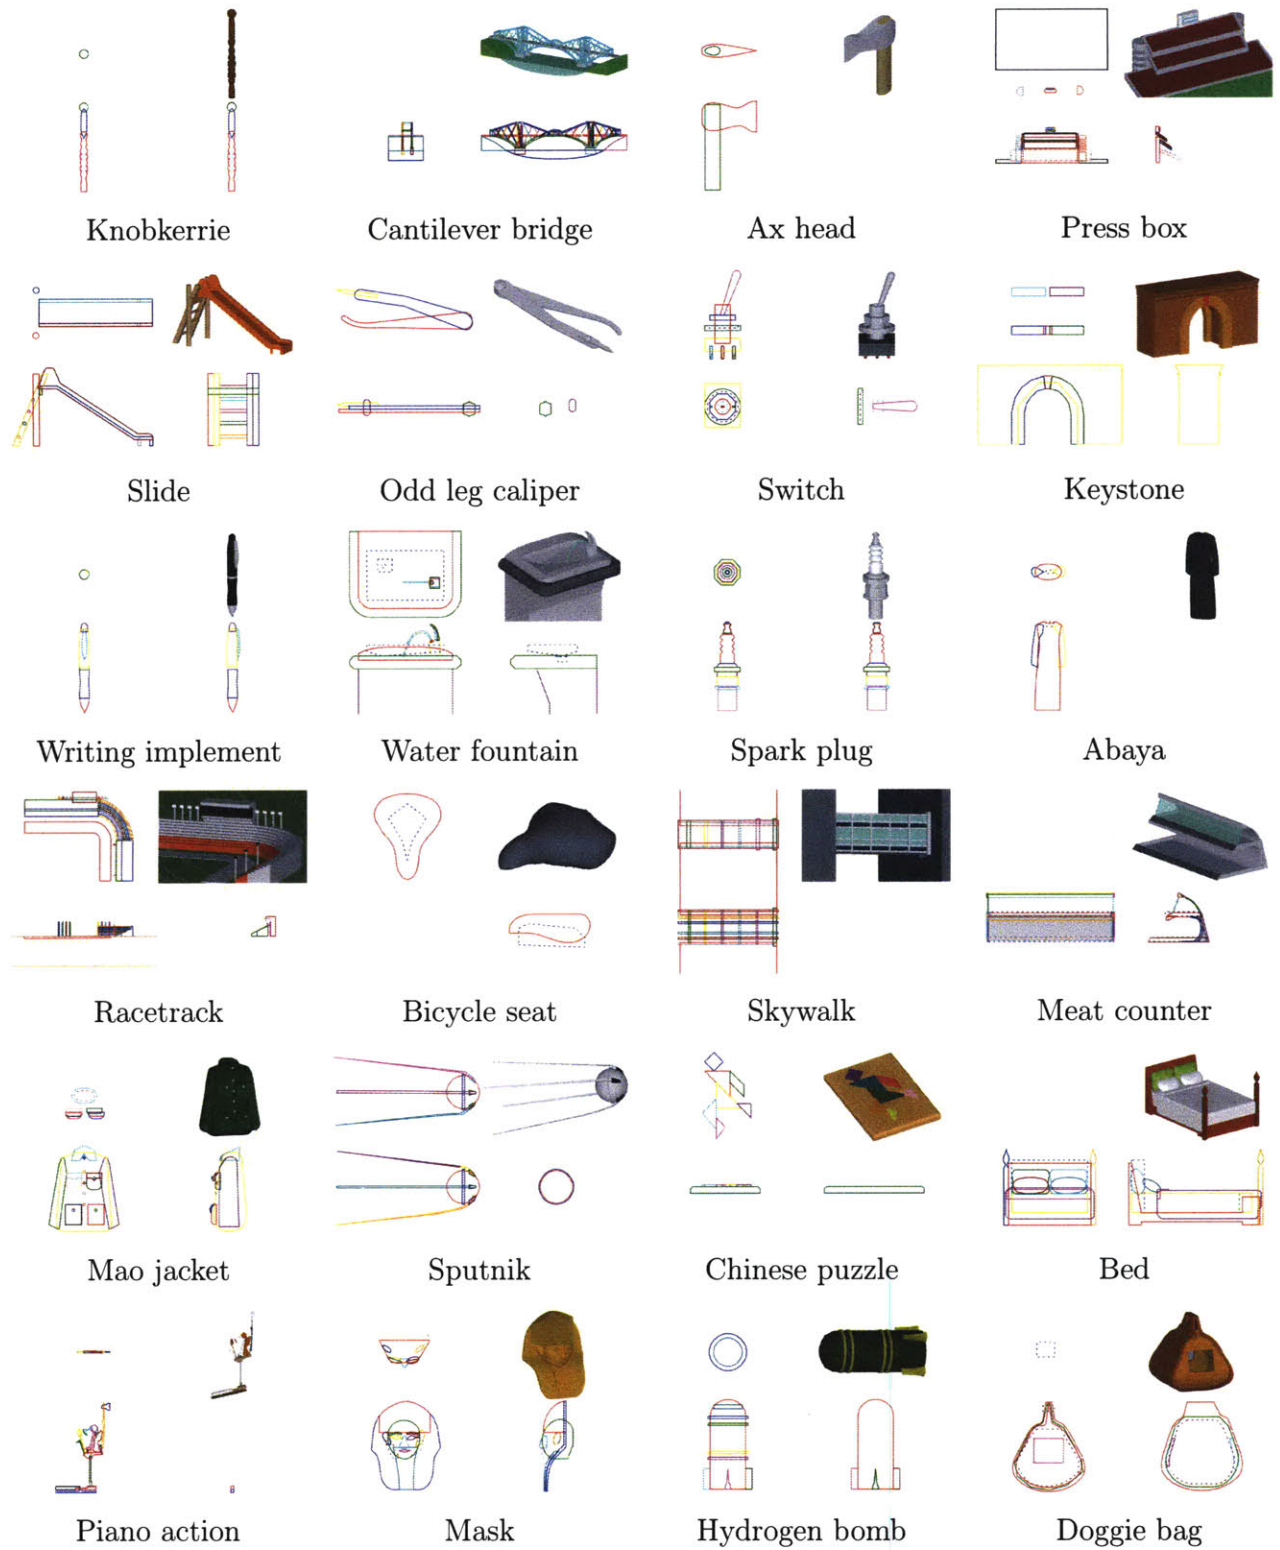 Knobkerrie
Cantilever bridge
Ax head
Press box
Slide
Odd leg caliper
Switch
Keystone
Writing implement
Water fountain
Spark plug
Abaya
Racetrack
Bicycle seat
Skywalk
Meat counter
Mao jacket
Sputnik
Chinese puzzle
Bed
Piano action
Mask
Hydrogen bomb
Doggie bag